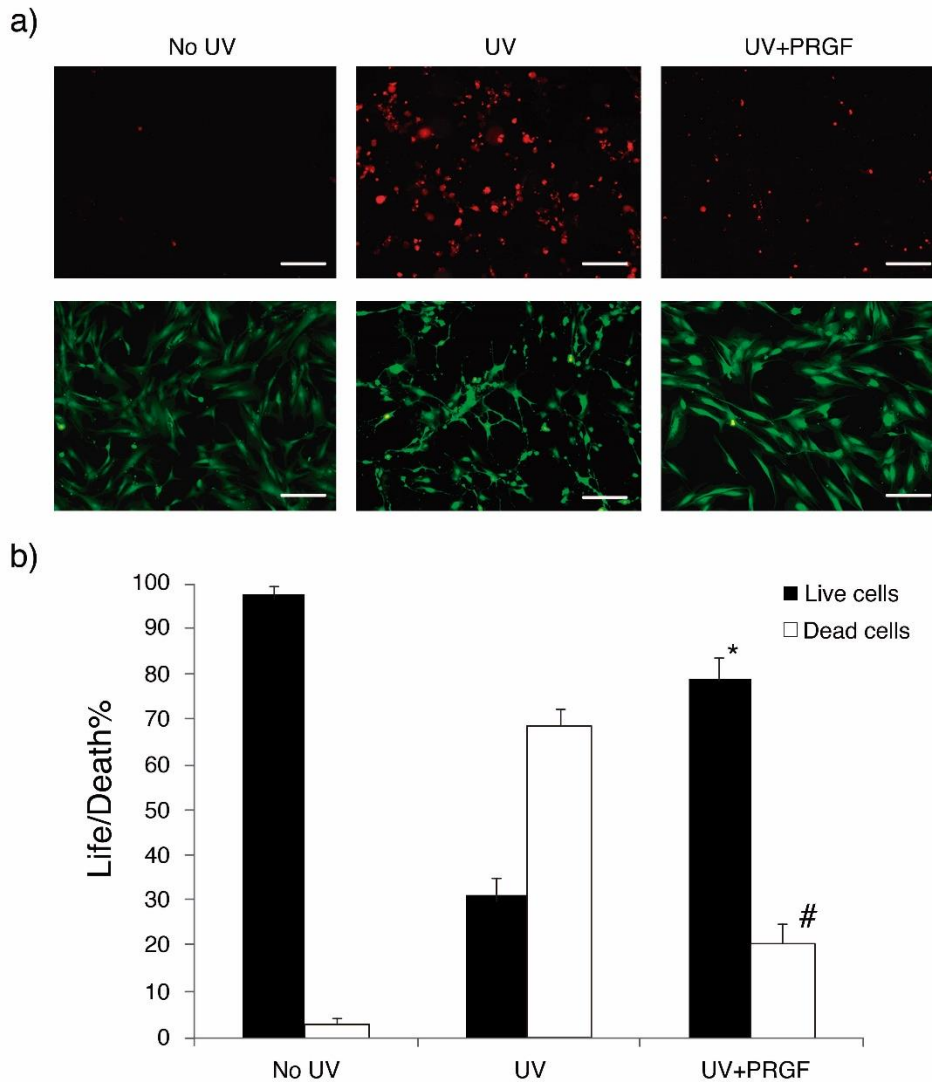 a)
No UV UV UV+PRGF
b)
Life/Death%
100
90
80
70
60
50
40
30
20
10
0
Live cells
Dead cells
*
#
No UV UV UV+PRGF